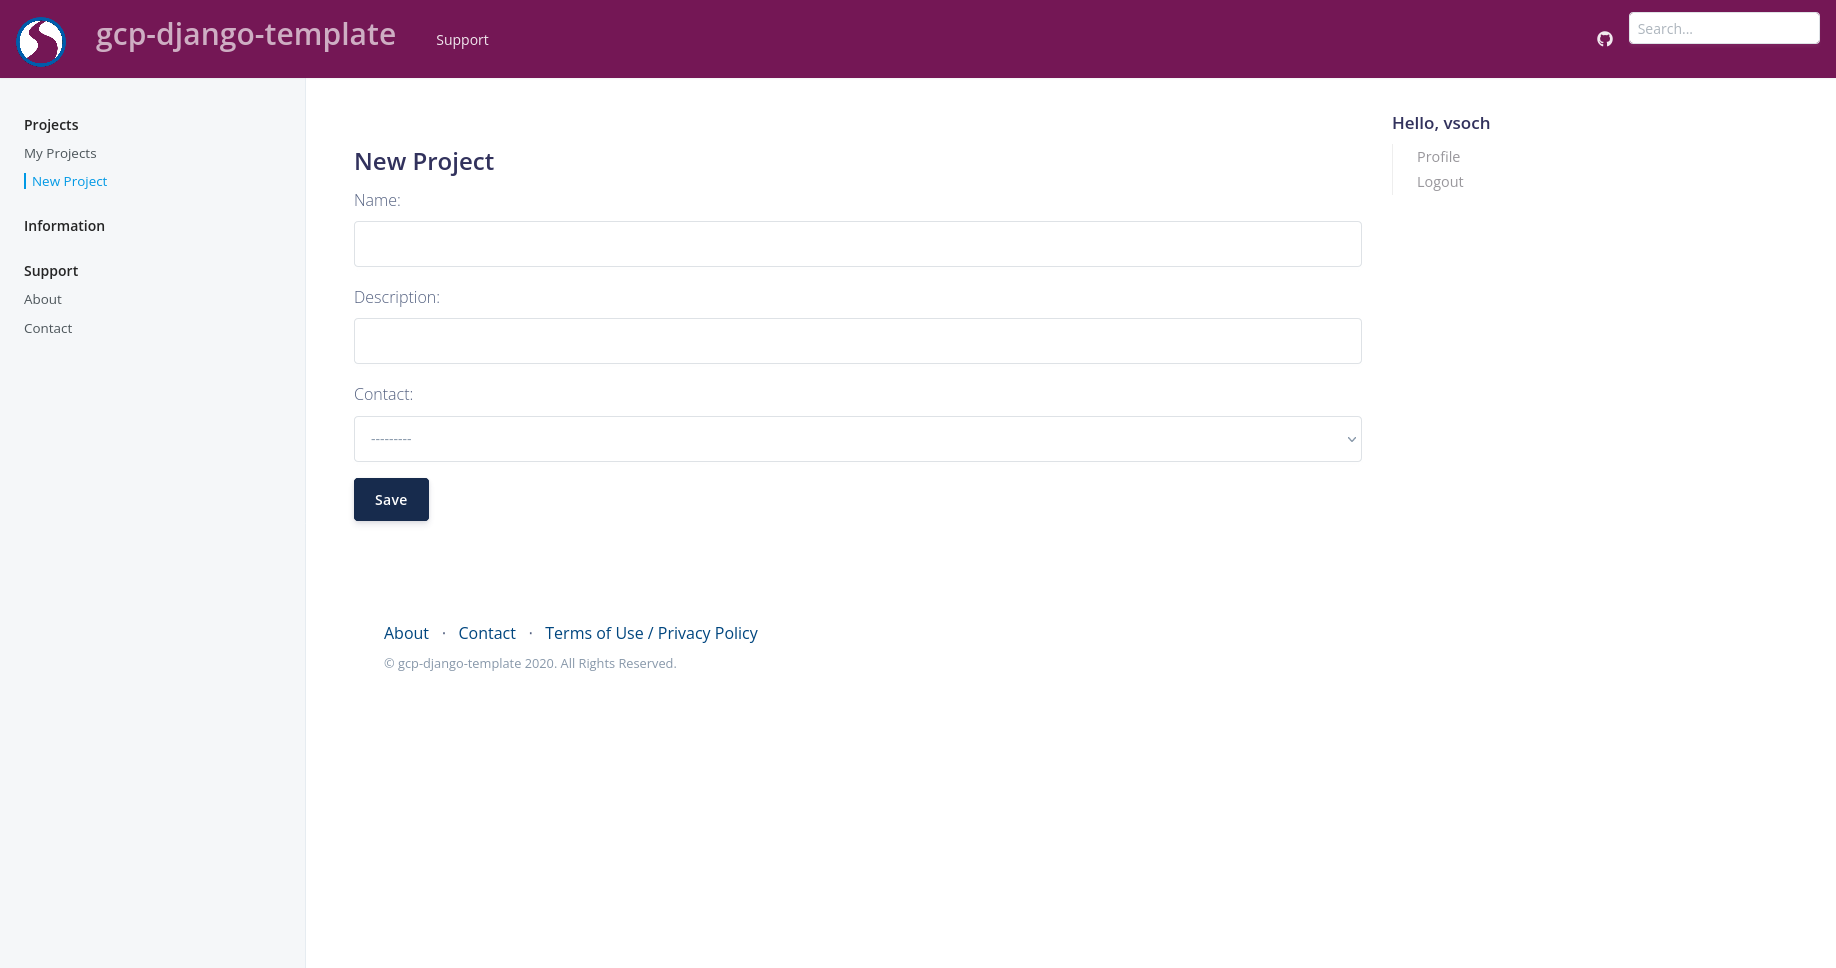 gcp-django-template
Support
Search...
Projects
My Projects
New Project
Information
Support
About
Contact
New Project
Name:
Description:
Contact:
---------
Save
Hello, vsoch
Profile
Logout
About · Contact · Terms of Use / Privacy Policy
© gcp-django-template 2020. All Rights Reserved.